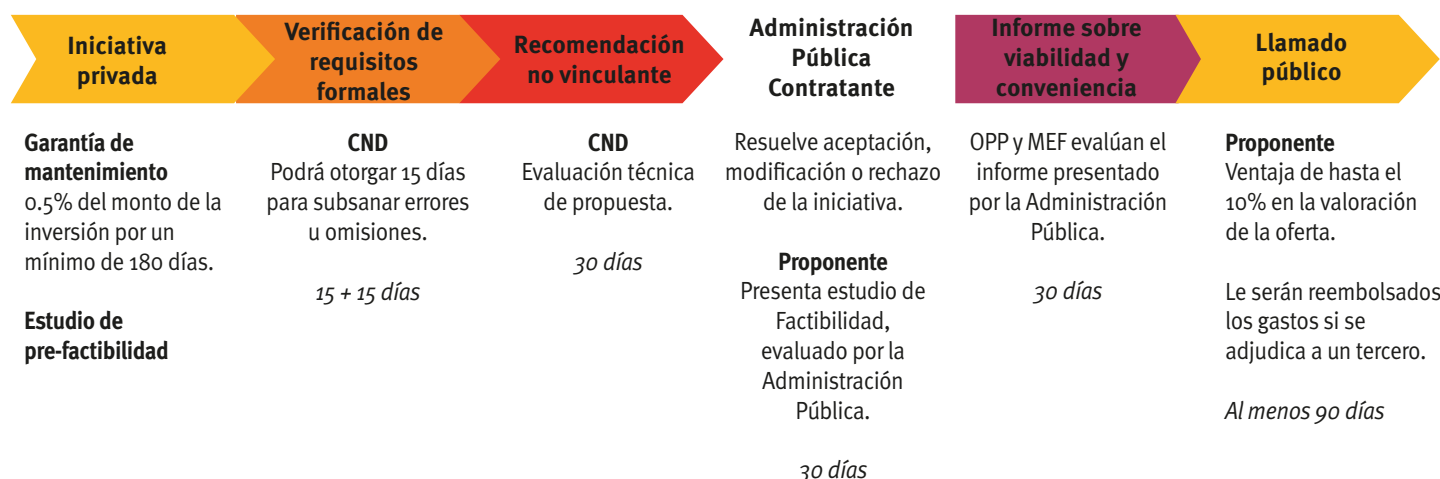 Iniciativa
privada
Verificación de
requisitos
formales
Recomendación
no vinculante
Administración
Pública
Contratante
Informe sobre
viabilidad y
conveniencia
Llamado
público
Garantía de
mantenimiento
0.5% del monto de la
inversión por un
mínimo de 180 días.
Estudio de
pre-factibilidad
CND
Podrá otorgar 15 días
para subsanar errores
u omisiones.
15 + 15 días
CND
Evaluación técnica
de propuesta.
30 días
Resuelve aceptación,
modificación o rechazo
de la iniciativa.
Proponente
Presenta estudio de
Factibilidad,
evaluado por la
Administración
Pública.
30 días
OPP y MEF evalúan el
informe presentado
por la Administración
Pública.
30 días
Proponente
Ventaja de hasta el
10% en la valoración
de la oferta.
Le serán reembolsados
los gastos si se
adjudica a un tercero.
Al menos 90 días